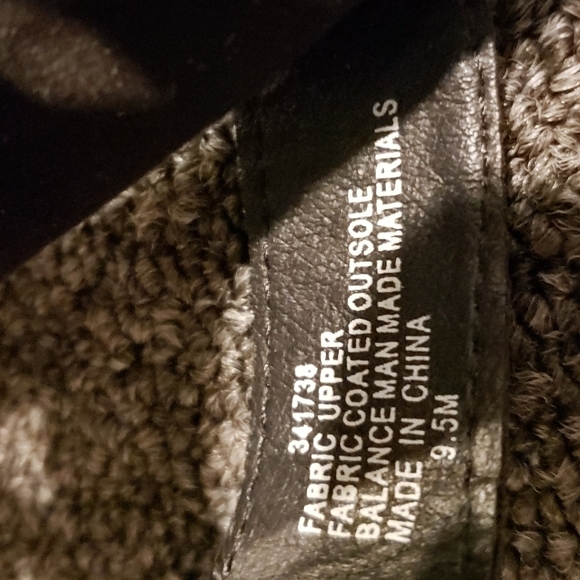 341738
FABRIC UPPER
FABRIC COATED OUTSOLE
BALANCE MAN MADE MATERIALS
MADE IN CHINA
9.5M